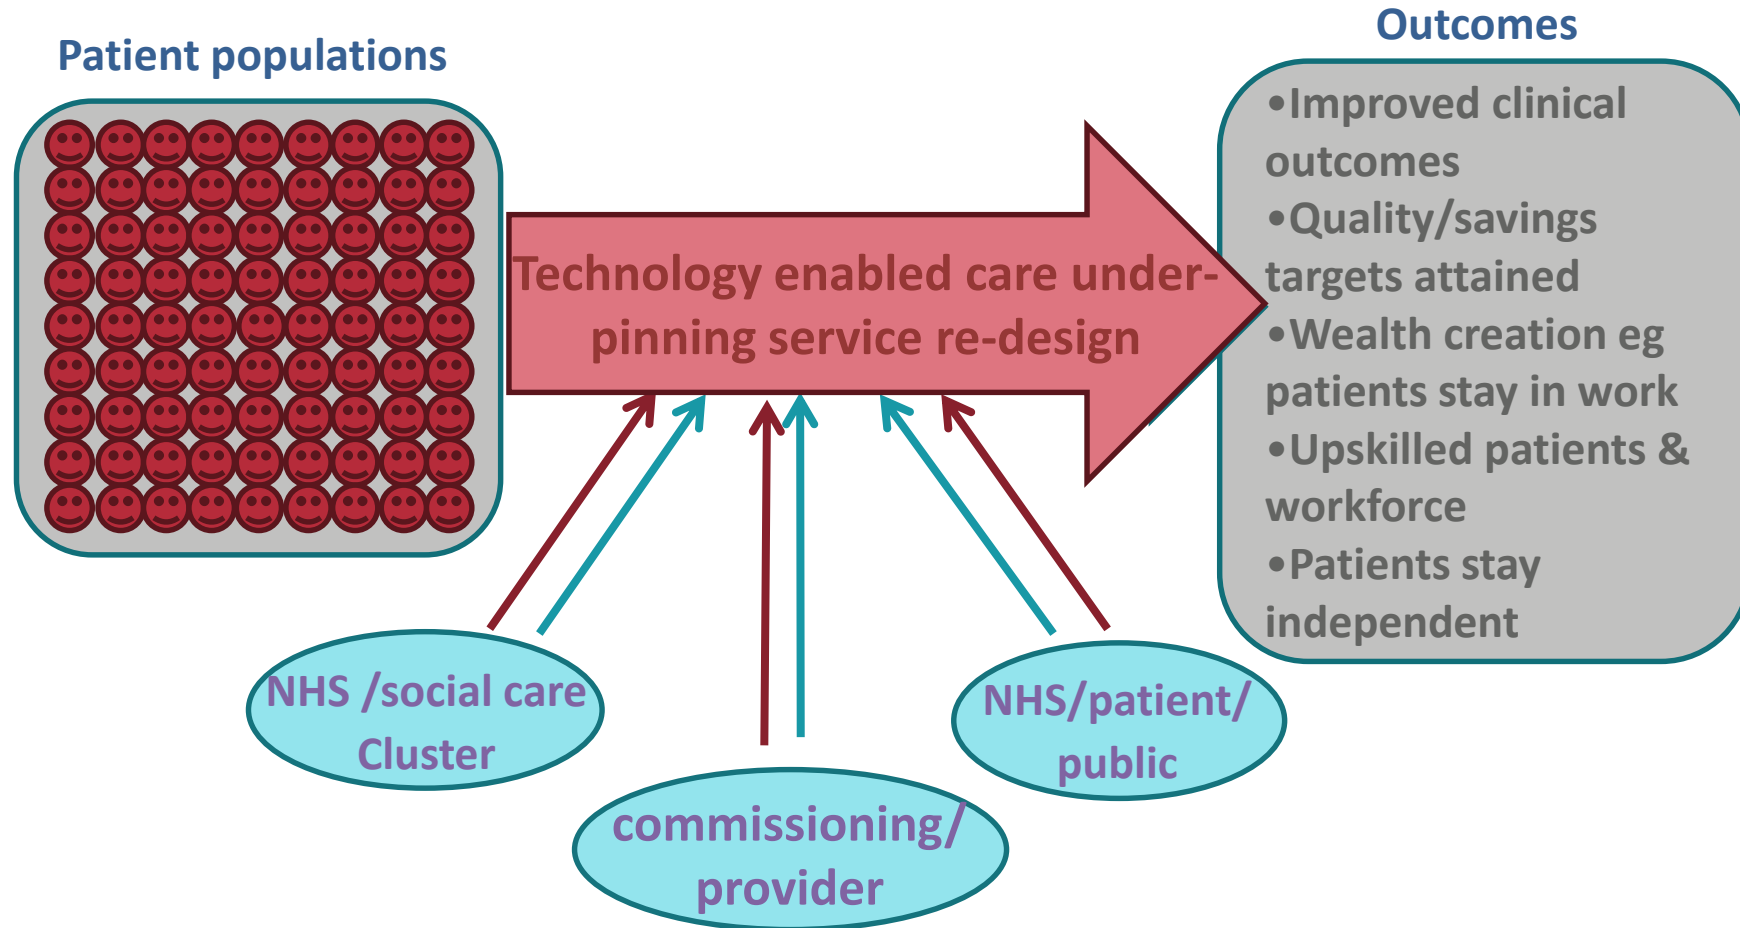 Patient populations
Outcomes
Technology enabled care under-
pinning service re-design
•Improved clinical
outcomes
•Quality/savings
targets attained
•Wealth creation eg
patients stay in work
•Upskilled patients &
workforce
•Patients stay
independent
NHS /social care
Cluster
commissioning/
provider
NHS/patient/
public